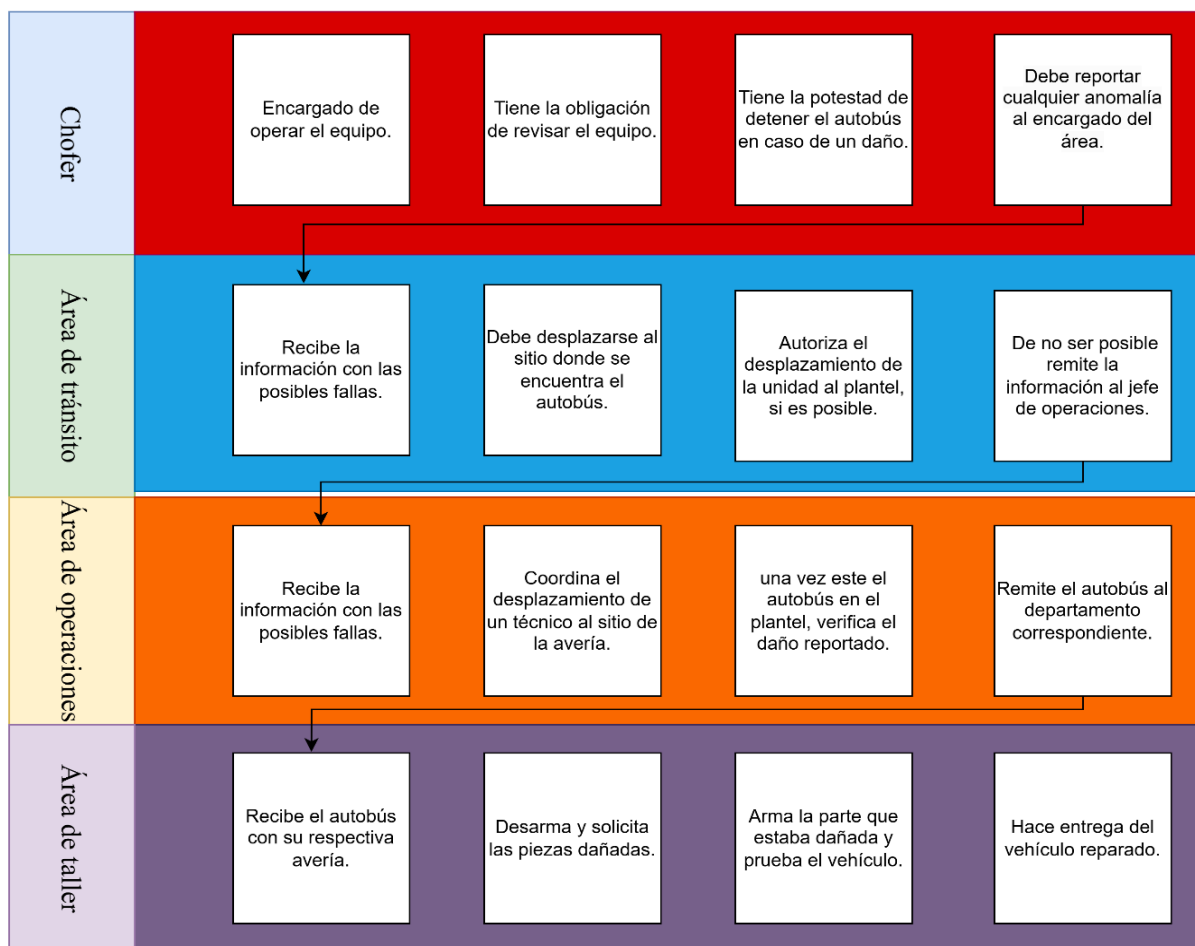 Chofer
Encargado de
operar el equipo.
Tiene la obligación
de revisar el equipo.
Tiene la potestad de
detener el autobús
en caso de un daño.
Debe reportar
cualquier anomalía
al encargado del
área.
Área de tránsito
Recibe la
información con las
posibles fallas.
Debe desplazarse al
sitio donde se
encuentra el
autobús.
Autoriza el
desplazamiento de
la unidad al plantel,
si es posible.
De no ser posible
remite la
información al jefe
de operaciones.
Área de operaciones
Recibe la
información con las
posibles fallas.
Coordina el
desplazamiento de
un técnico al sitio de
la avería.
una vez este el
autobús en el
plantel, verifica el
daño reportado.
Remite el autobús al
departamento
correspondiente.
Área de taller
Recibe el autobús
con su respectiva
avería.
Desarma y solicita
las piezas dañadas.
Arma la parte que
estaba dañada y
prueba el vehículo.
Hace entrega del
vehículo reparado.